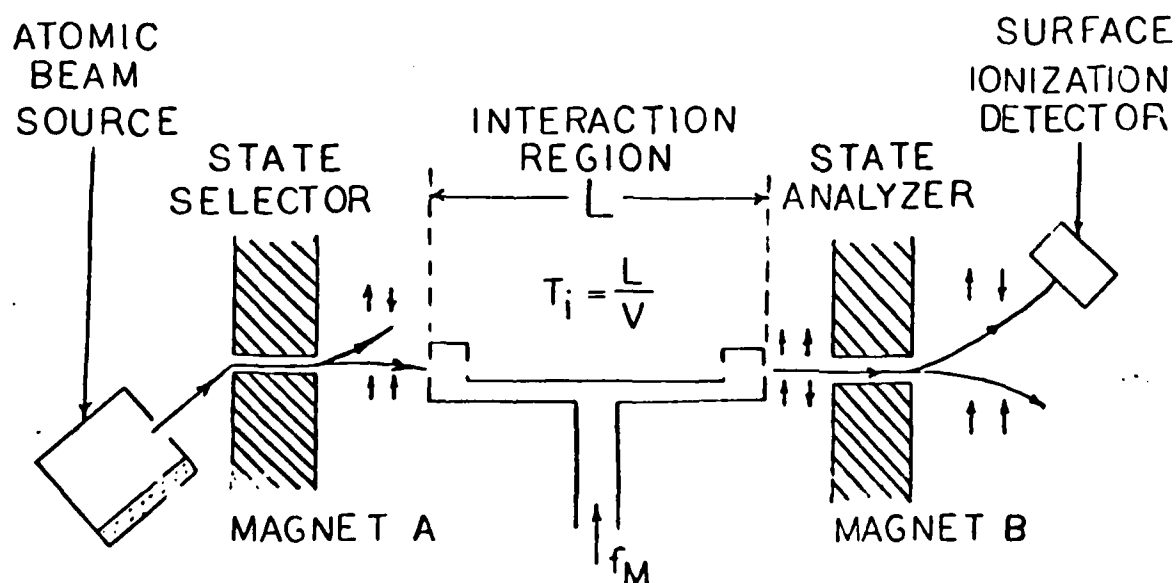 ATOMIC
BEAM
SOURCE
STATE
SELECTOR
INTERACTION
REGION
L
STATE
ANALYZER
SURFACE
IONIZATION
DETECTOR
↑ ↓
T_i = L/V
↑ ↓
↑ ↑
↑ ↑
↑ ↓
↑ ↑
MAGNET A
f_M
MAGNET B